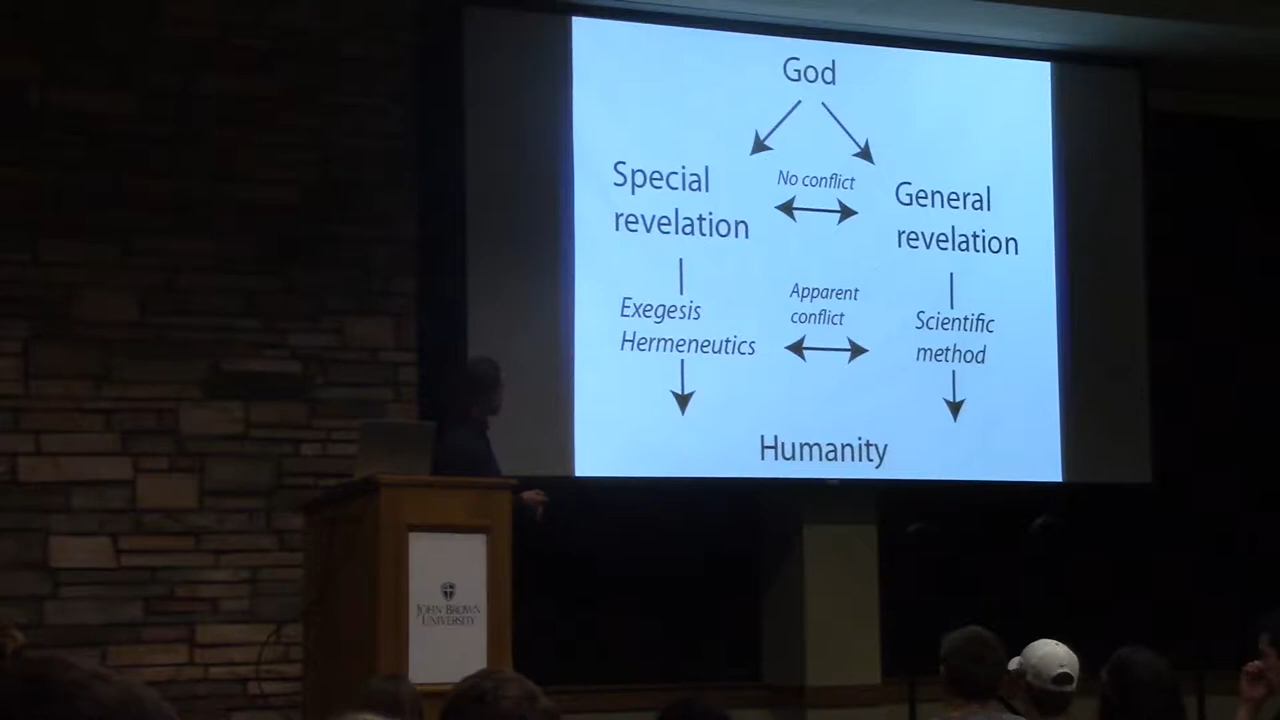 God
Special
revelation
No conflict
General
revelation
Exegesis
Hermeneutics
Apparent
conflict
Scientific
method
Humanity
JOHN BROWN
UNIVERSITY